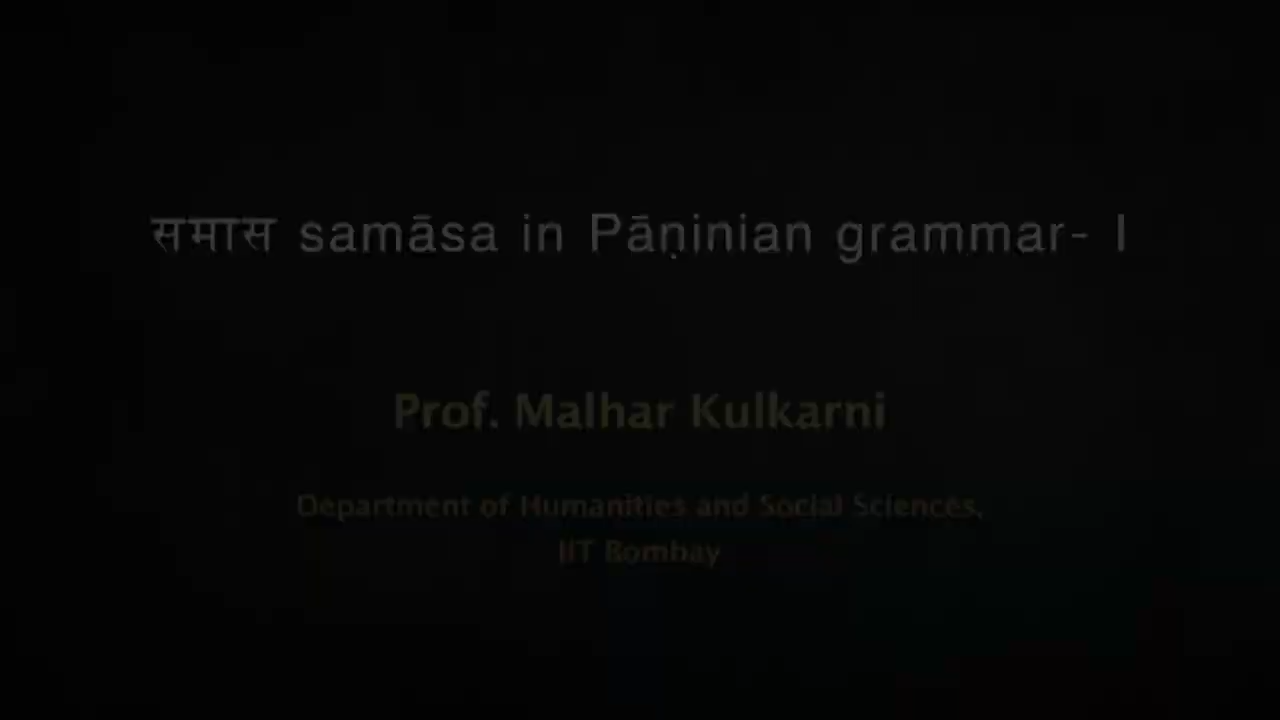 समास samāsa in Pāṇinian grammar- I
Prof. Malhar Kulkarni
Department of Humanities and Social Sciences,
IIT Bombay